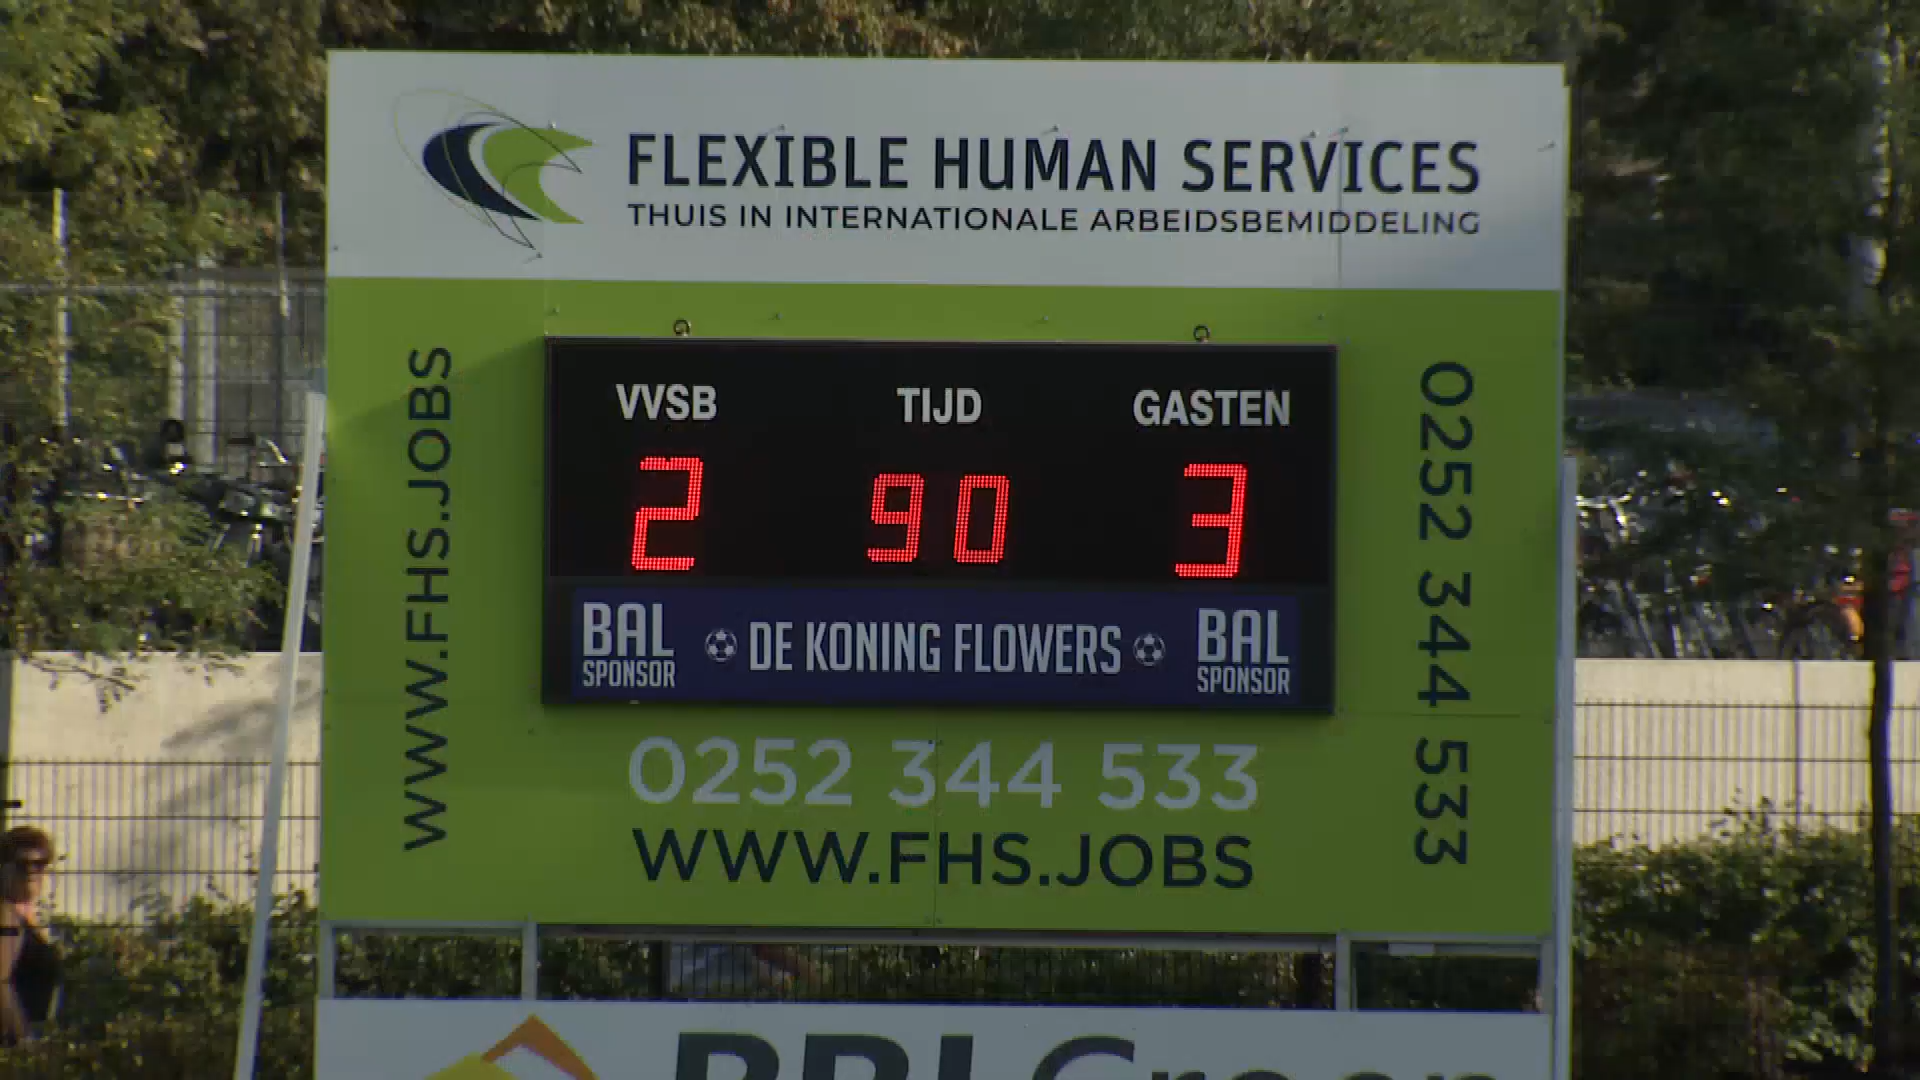 FLEXIBLE HUMAN SERVICES
THUIS IN INTERNATIONALE ARBEIDSBEMIDDELING
WWW.FHS.JOBS
VVSB TIJD GASTEN
2 90 3
BAL SPONSOR
DE KONING FLOWERS
BAL SPONSOR
0252 344 533
0252 344 533
WWW.FHS.JOBS